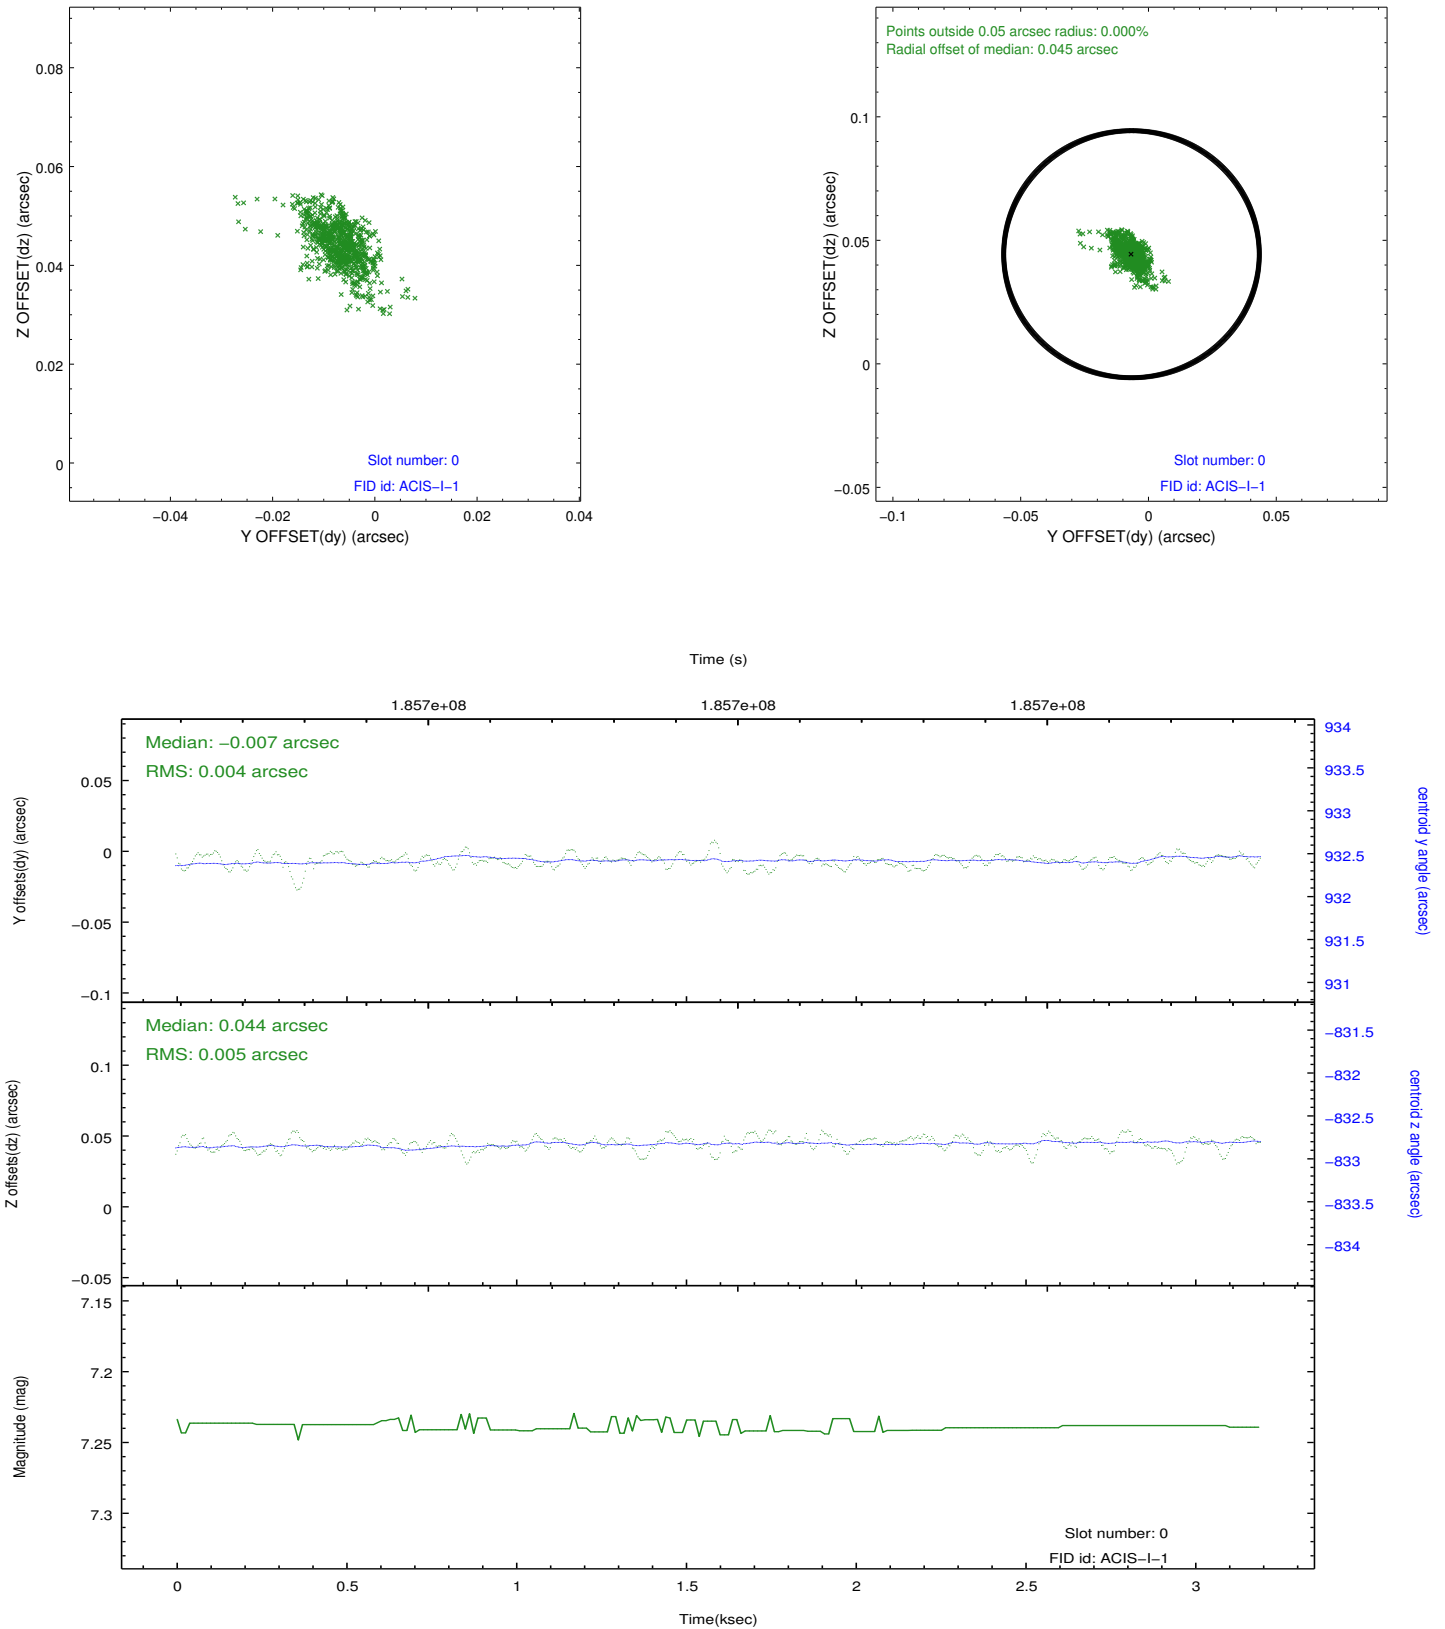 0.08
0.06
0.04
0.02
0
Z OFFSET(dz) (arcsec)
Slot number: 0
FID id: ACIS−I−1
−0.04
−0.02
0
0.02
0.04
Y OFFSET(dy) (arcsec)
Points outside 0.05 arcsec radius: 0.000%
Radial offset of median: 0.045 arcsec
0.1
0.05
0
−0.05
Z OFFSET(dz) (arcsec)
Slot number: 0
FID id: ACIS−I−1
−0.1
−0.05
0
0.05
Y OFFSET(dy) (arcsec)
Time (s)
1.857e+08
1.857e+08
1.857e+08
Median: −0.007 arcsec
RMS: 0.004 arcsec
0.05
0
−0.05
−0.1
Y offsets(dy) (arcsec)
934
933.5
933
932.5
932
931.5
931
centroid y angle (arcsec)
Median: 0.044 arcsec
RMS: 0.005 arcsec
0.1
0.05
0
−0.05
Z offsets(dz) (arcsec)
−831.5
−832
−832.5
−833
−833.5
−834
centroid z angle (arcsec)
7.15
7.2
7.25
7.3
Magnitude (mag)
Slot number: 0
FID id: ACIS−I−1
0
0.5
1
1.5
2
2.5
3
Time(ksec)